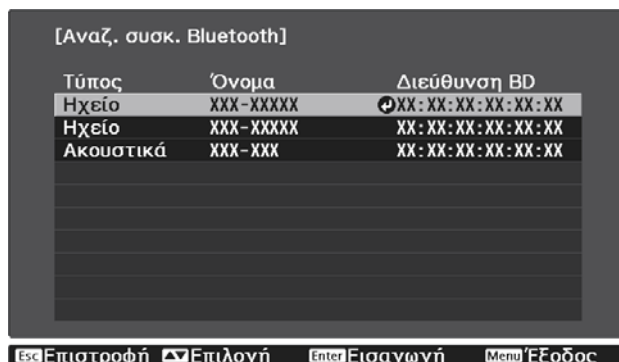 [Αναζ. συσκ. Bluetooth]
Τύπος Όνομα Διεύθυνση BD
Ηχείο XXX-XXXXX XX:XX:XX:XX:XX:XX
Ηχείο XXX-XXXXX XX:XX:XX:XX:XX:XX
Ακουστικά XXX-XXX XX:XX:XX:XX:XX:XX
Esc Επιστροφή Επιλογή Enter Εισαγωγή Menu Έξοδος